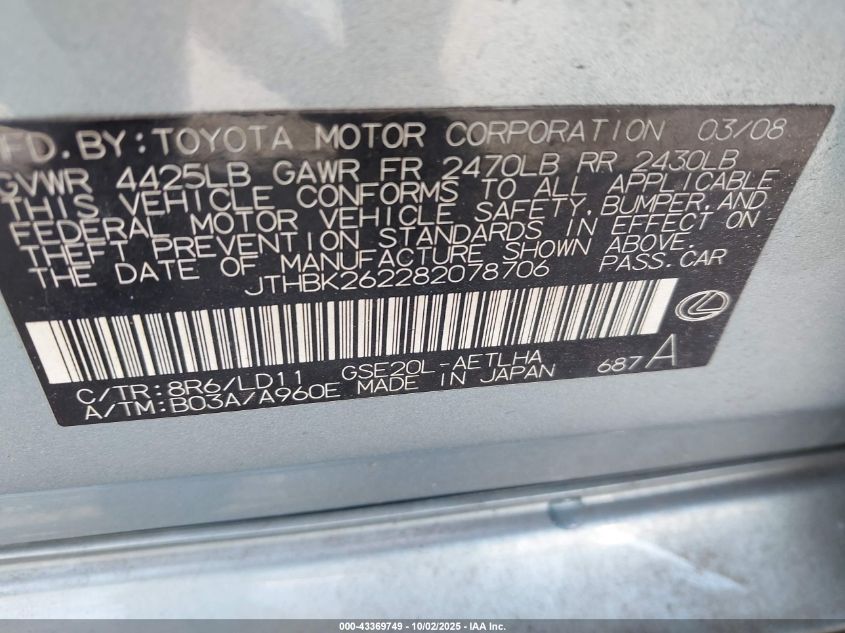 MFD. BY: TOYOTA MOTOR CORPORATION 03/08
GVWR 4425LB GAWR FR 2470LB RR 2430LB
THIS VEHICLE CONFORMS TO ALL APPLICABLE
FEDERAL MOTOR VEHICLE SAFETY, BUMPER, AND
THEFT PREVENTION STANDARDS IN EFFECT ON
THE DATE OF MANUFACTURE SHOWN ABOVE.
JTHBK262282078706 PASS. CAR
C/TR: 8R6/LD11 GSE20L-AETLHA 687 A
A/TM: B03A/A960E MADE IN JAPAN
000-43369749 - 10/02/2025 - IAA Inc.